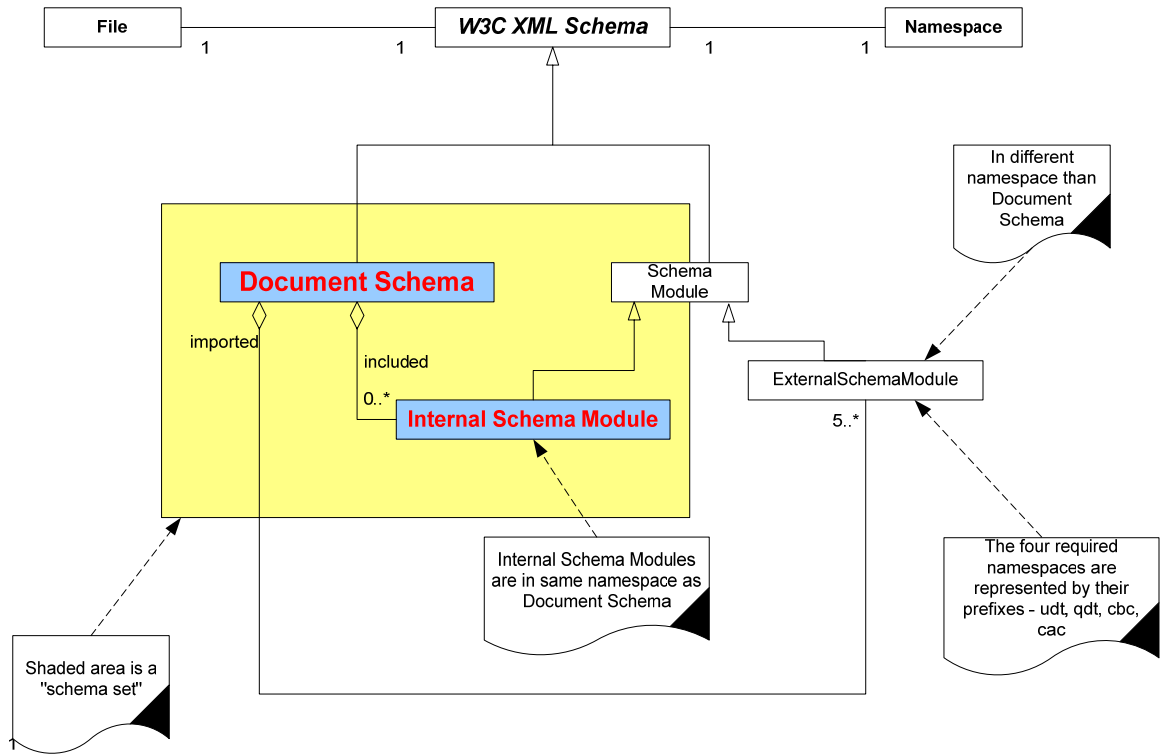 File
W3C XML Schema
Namespace
1
1
1
1
In different
namespace than
Document
Schema
Document Schema
Schema
Module
imported
included
ExternalSchemaModule
0..*
Internal Schema Module
5..*
Internal Schema Modules
are in same namespace as
Document Schema
The four required
namespaces are
represented by their
prefixes - udt, qdt, cbc,
cac
Shaded area is a
"schema set"
1